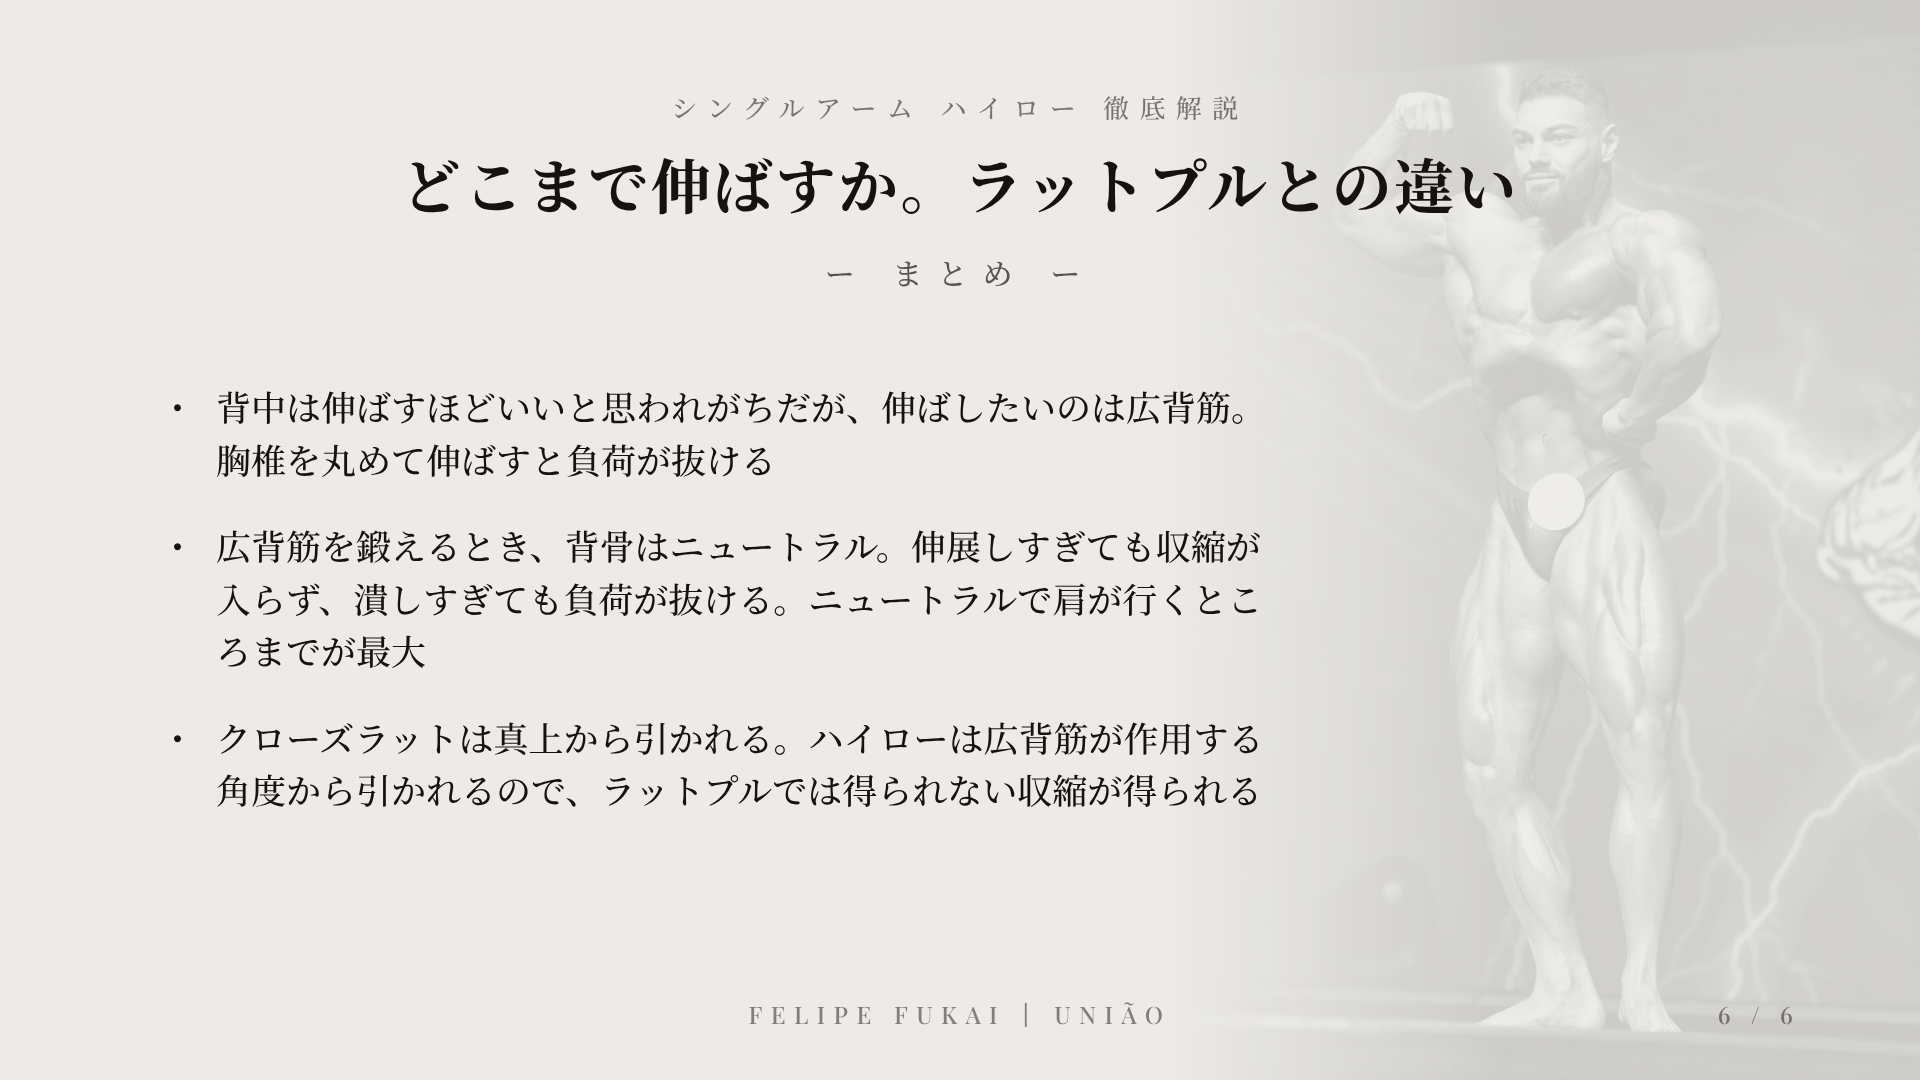 シングルアーム ハイロー 徹底解説
どこまで伸ばすか。ラットプルとの違い
ー まとめ ー
・ 背中は伸ばすほどいいと思われがちだが、伸ばしたいのは広背筋。
胸椎を丸めて伸ばすと負荷が抜ける
・ 広背筋を鍛えるとき、背骨はニュートラル。伸展しすぎても収縮が
入らず、潰しすぎても負荷が抜ける。ニュートラルで肩が行くとこ
ろまでが最大
・ クローズラットは真上から引かれる。ハイローは広背筋が作用する
角度から引かれるので、ラットプルでは得られない収縮が得られる
FELIPE FUKAI | UNIÃO
6 / 6